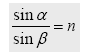 sin α / sin β = n